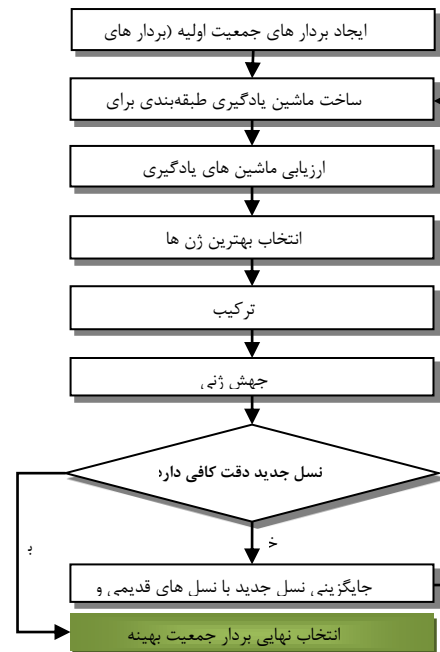 ایجاد بردار های جمعیت اولیه (بردار های
ساخت ماشین یادگیری طبقه‌بندی برای
ارزیابی ماشین های یادگیری
انتخاب بهترین ژن ها
ترکیب
جهش ژنی
نسل جدید دقت کافی دارد
جایگزینی نسل جدید با نسل های قدیمی و
انتخاب نهایی بردار جمعیت بهینه